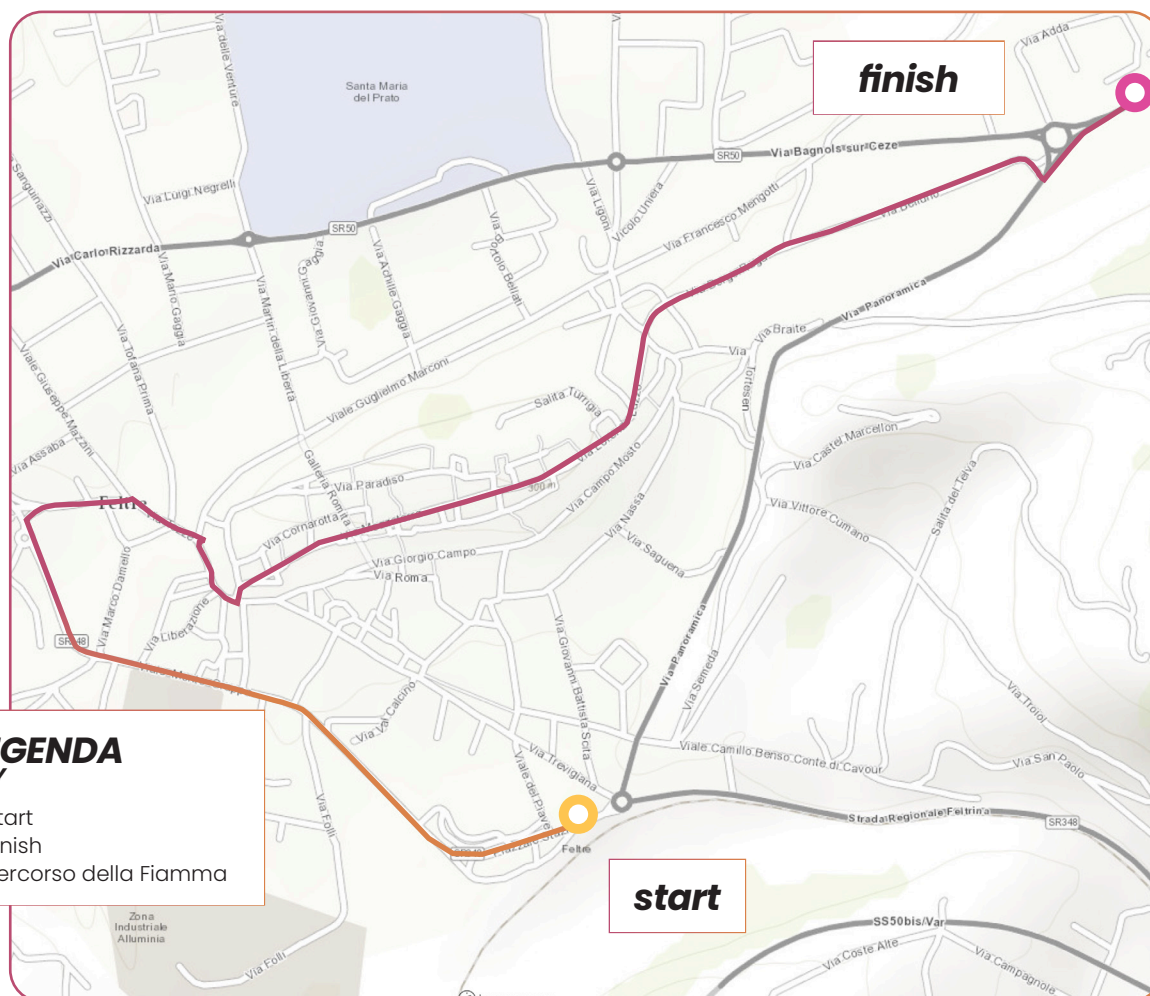 finish
Via Adda
Via delle Venture
Santa Maria
del Prato
Via Bagnols sur Ceze
SR50
Sanguinazzi
Via Luigi Negrelli
Via Ligoni
Vicolo Uniera
Via Francesco Mengotti
SR50
Via Carlo Rizzarda
Via Mario Gaggia
Via Achille Gaggia
Via Panoramica
Via Martiri della Liberta
Via Tofana Prima
Viale Giuseppe Mazzini
Viale Guglielmo Marconi
Via Braite
Via Tortesen
Salita Turrigia
Via Castel Marcellon
Via Assaba
Galleria Romita
Via Paradiso
300 m
Via Campo Mosto
Salita del Telva
Feltre
Via Cornarotta
Via Nassa
Via Vittore Cumano
Via Giorgio Campo
Via Roma
Via Saguena
Via Marco Damello
Via Liberazione
SR348
Via Panoramica
Via Giovanni Battista Scita
Via Semeda
Via Troioi
Via Val Calcino
Via Trevigiana
Viale Camillo Benso Conte di Cavour
Via San Paolo
Viale del Piave
Via Folli
Strada Regionale Feltrina
SR348
SR348
Feltre
GENDA
tart
inish
ercorso della Fiamma
start
Zona
Industriale
Alluminia
Via Folli
SS50bis/Var
Via Coste Alte
Via Campagnole